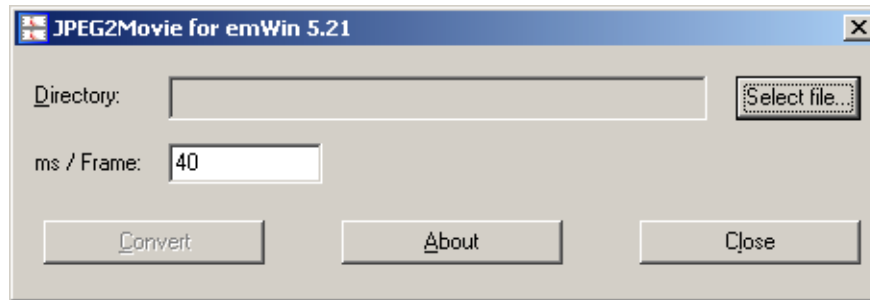 JPEG2Movie for emWin 5.21
Directory: Select file...
ms / Frame: 40
Convert About Close